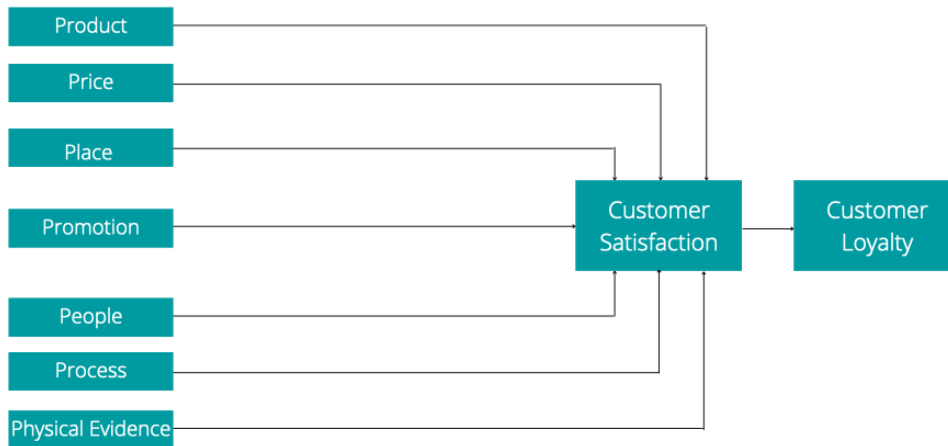 Product
Price
Place
Promotion
People
Process
Physical Evidence
Customer
Satisfaction
Customer
Loyalty